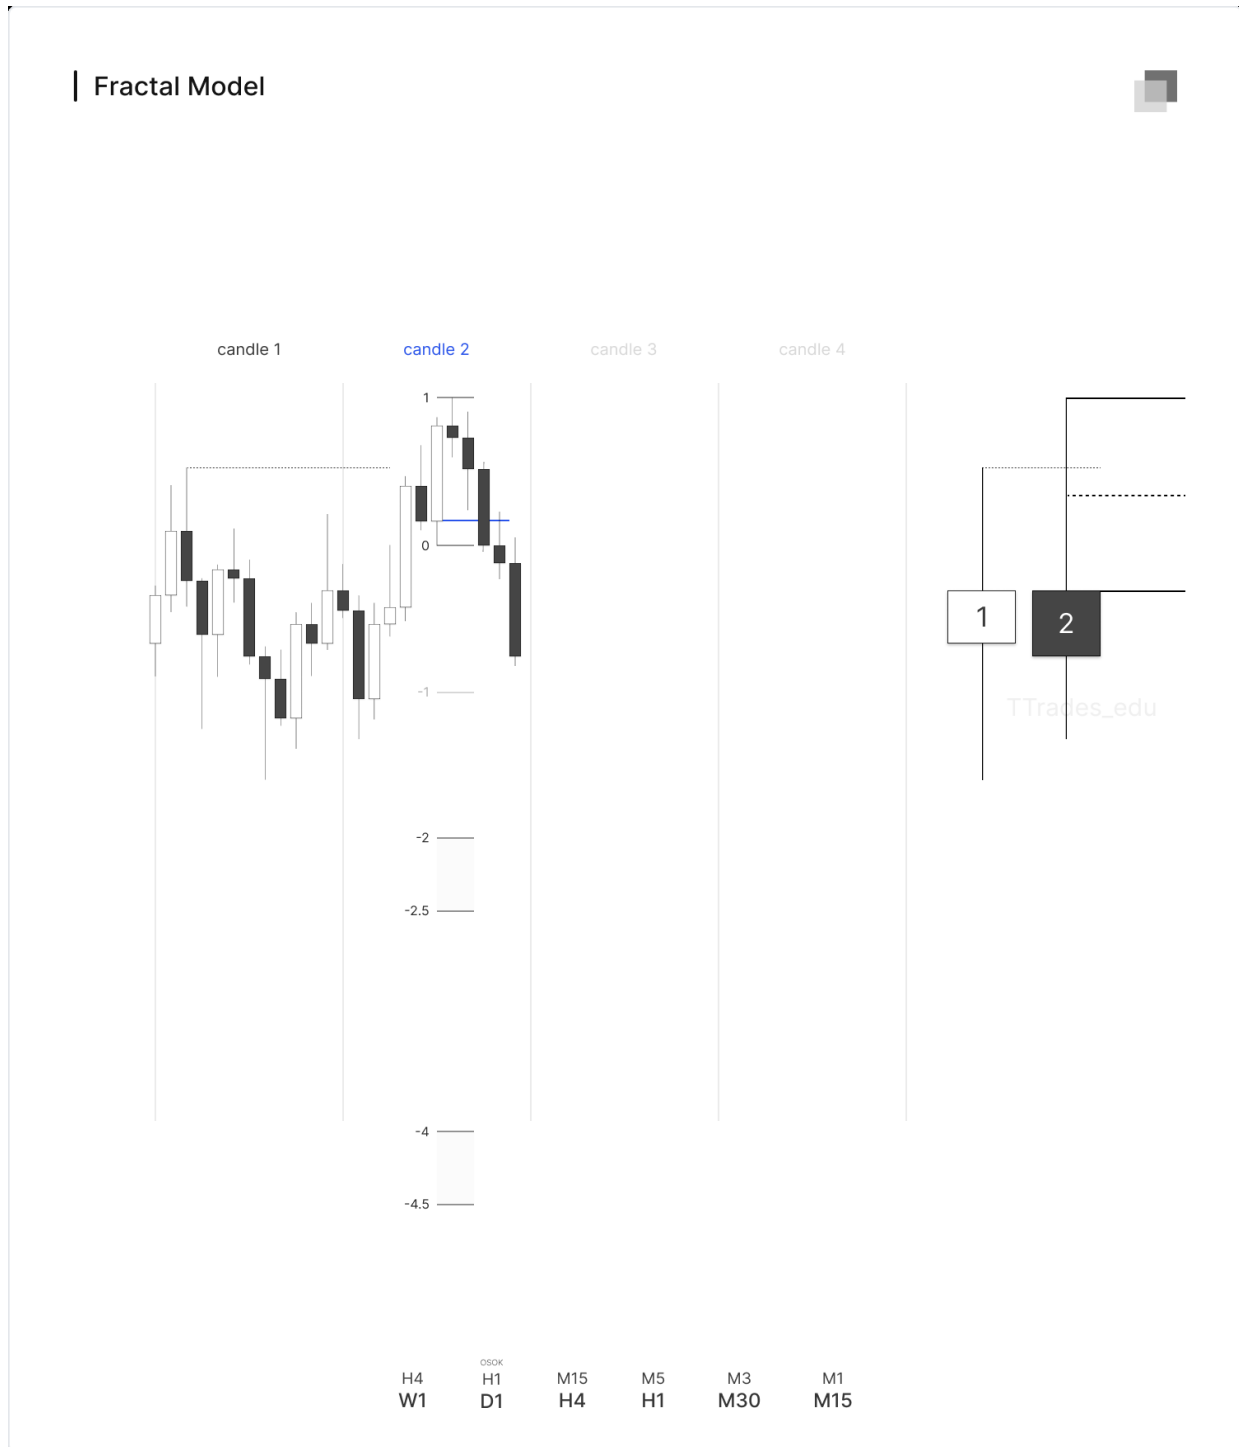 Fractal Model
candle 1 candle 2 candle 3 candle 4
1
0
-1
-2
-2.5
-4
-4.5
1
2
TTrades_edu
OSOK
H4 H1 M15 M5 M3 M1
W1 D1 H4 H1 M30 M15